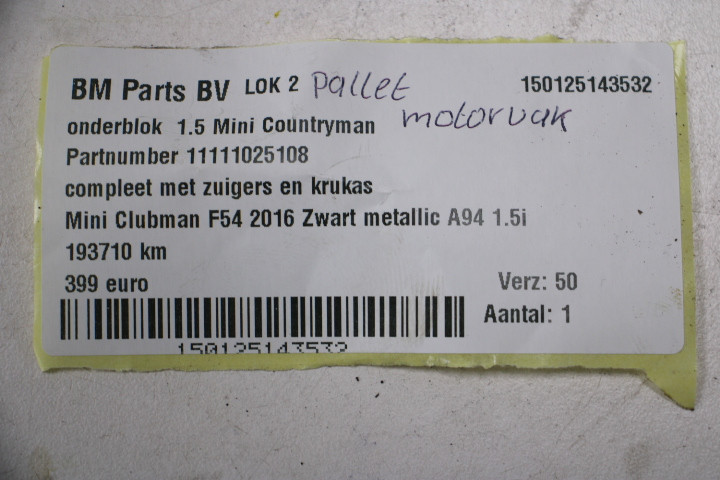 BM Parts BV LOK 2 Pallet 150125143532
onderblok 1.5 Mini Countryman motorvak
Partnumber 11111025108
compleet met zuigers en krukas
Mini Clubman F54 2016 Zwart metallic A94 1.5i
193710 km
399 euro Verz: 50
Aantal: 1
150125143532